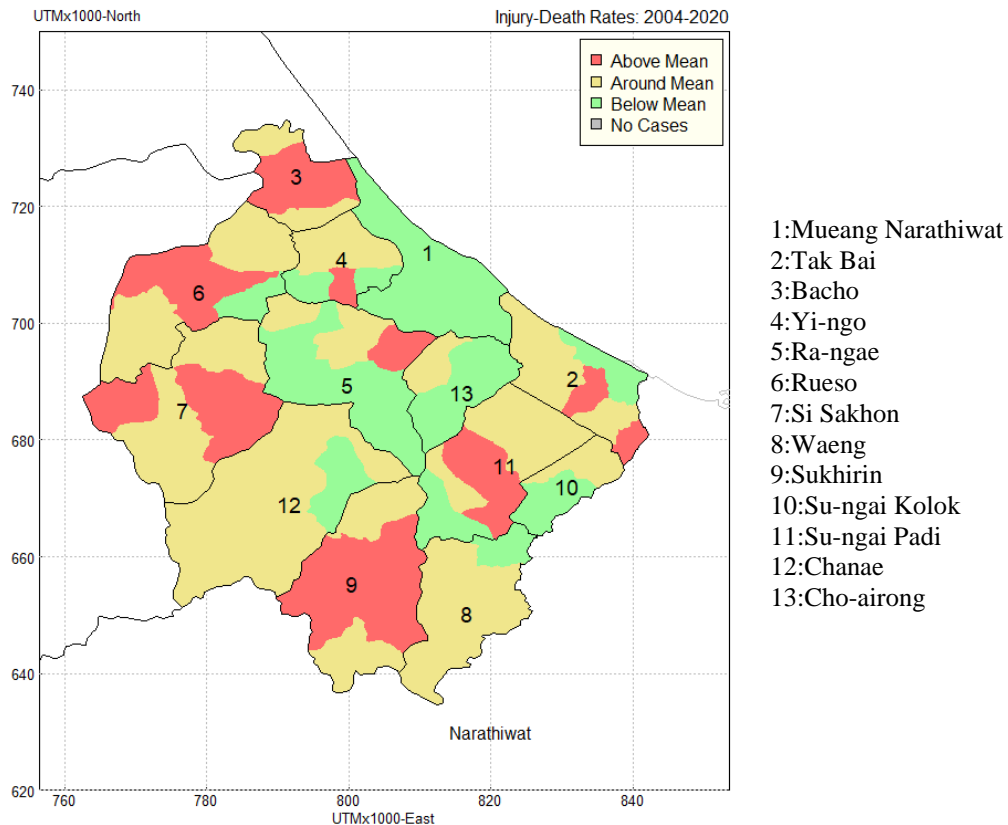 UTMx1000-North
Injury-Death Rates: 2004-2020
Above Mean
Around Mean
Below Mean
No Cases
740
720
700
680
660
640
620
3
1
4
6
2
5
13
7
11
10
12
9
8
Narathiwat
760
780
800
820
840
UTMx1000-East
1:Mueang Narathiwat
2:Tak Bai
3:Bacho
4:Yi-ngo
5:Ra-ngae
6:Rueso
7:Si Sakhon
8:Waeng
9:Sukhirin
10:Su-ngai Kolok
11:Su-ngai Padi
12:Chanae
13:Cho-airong